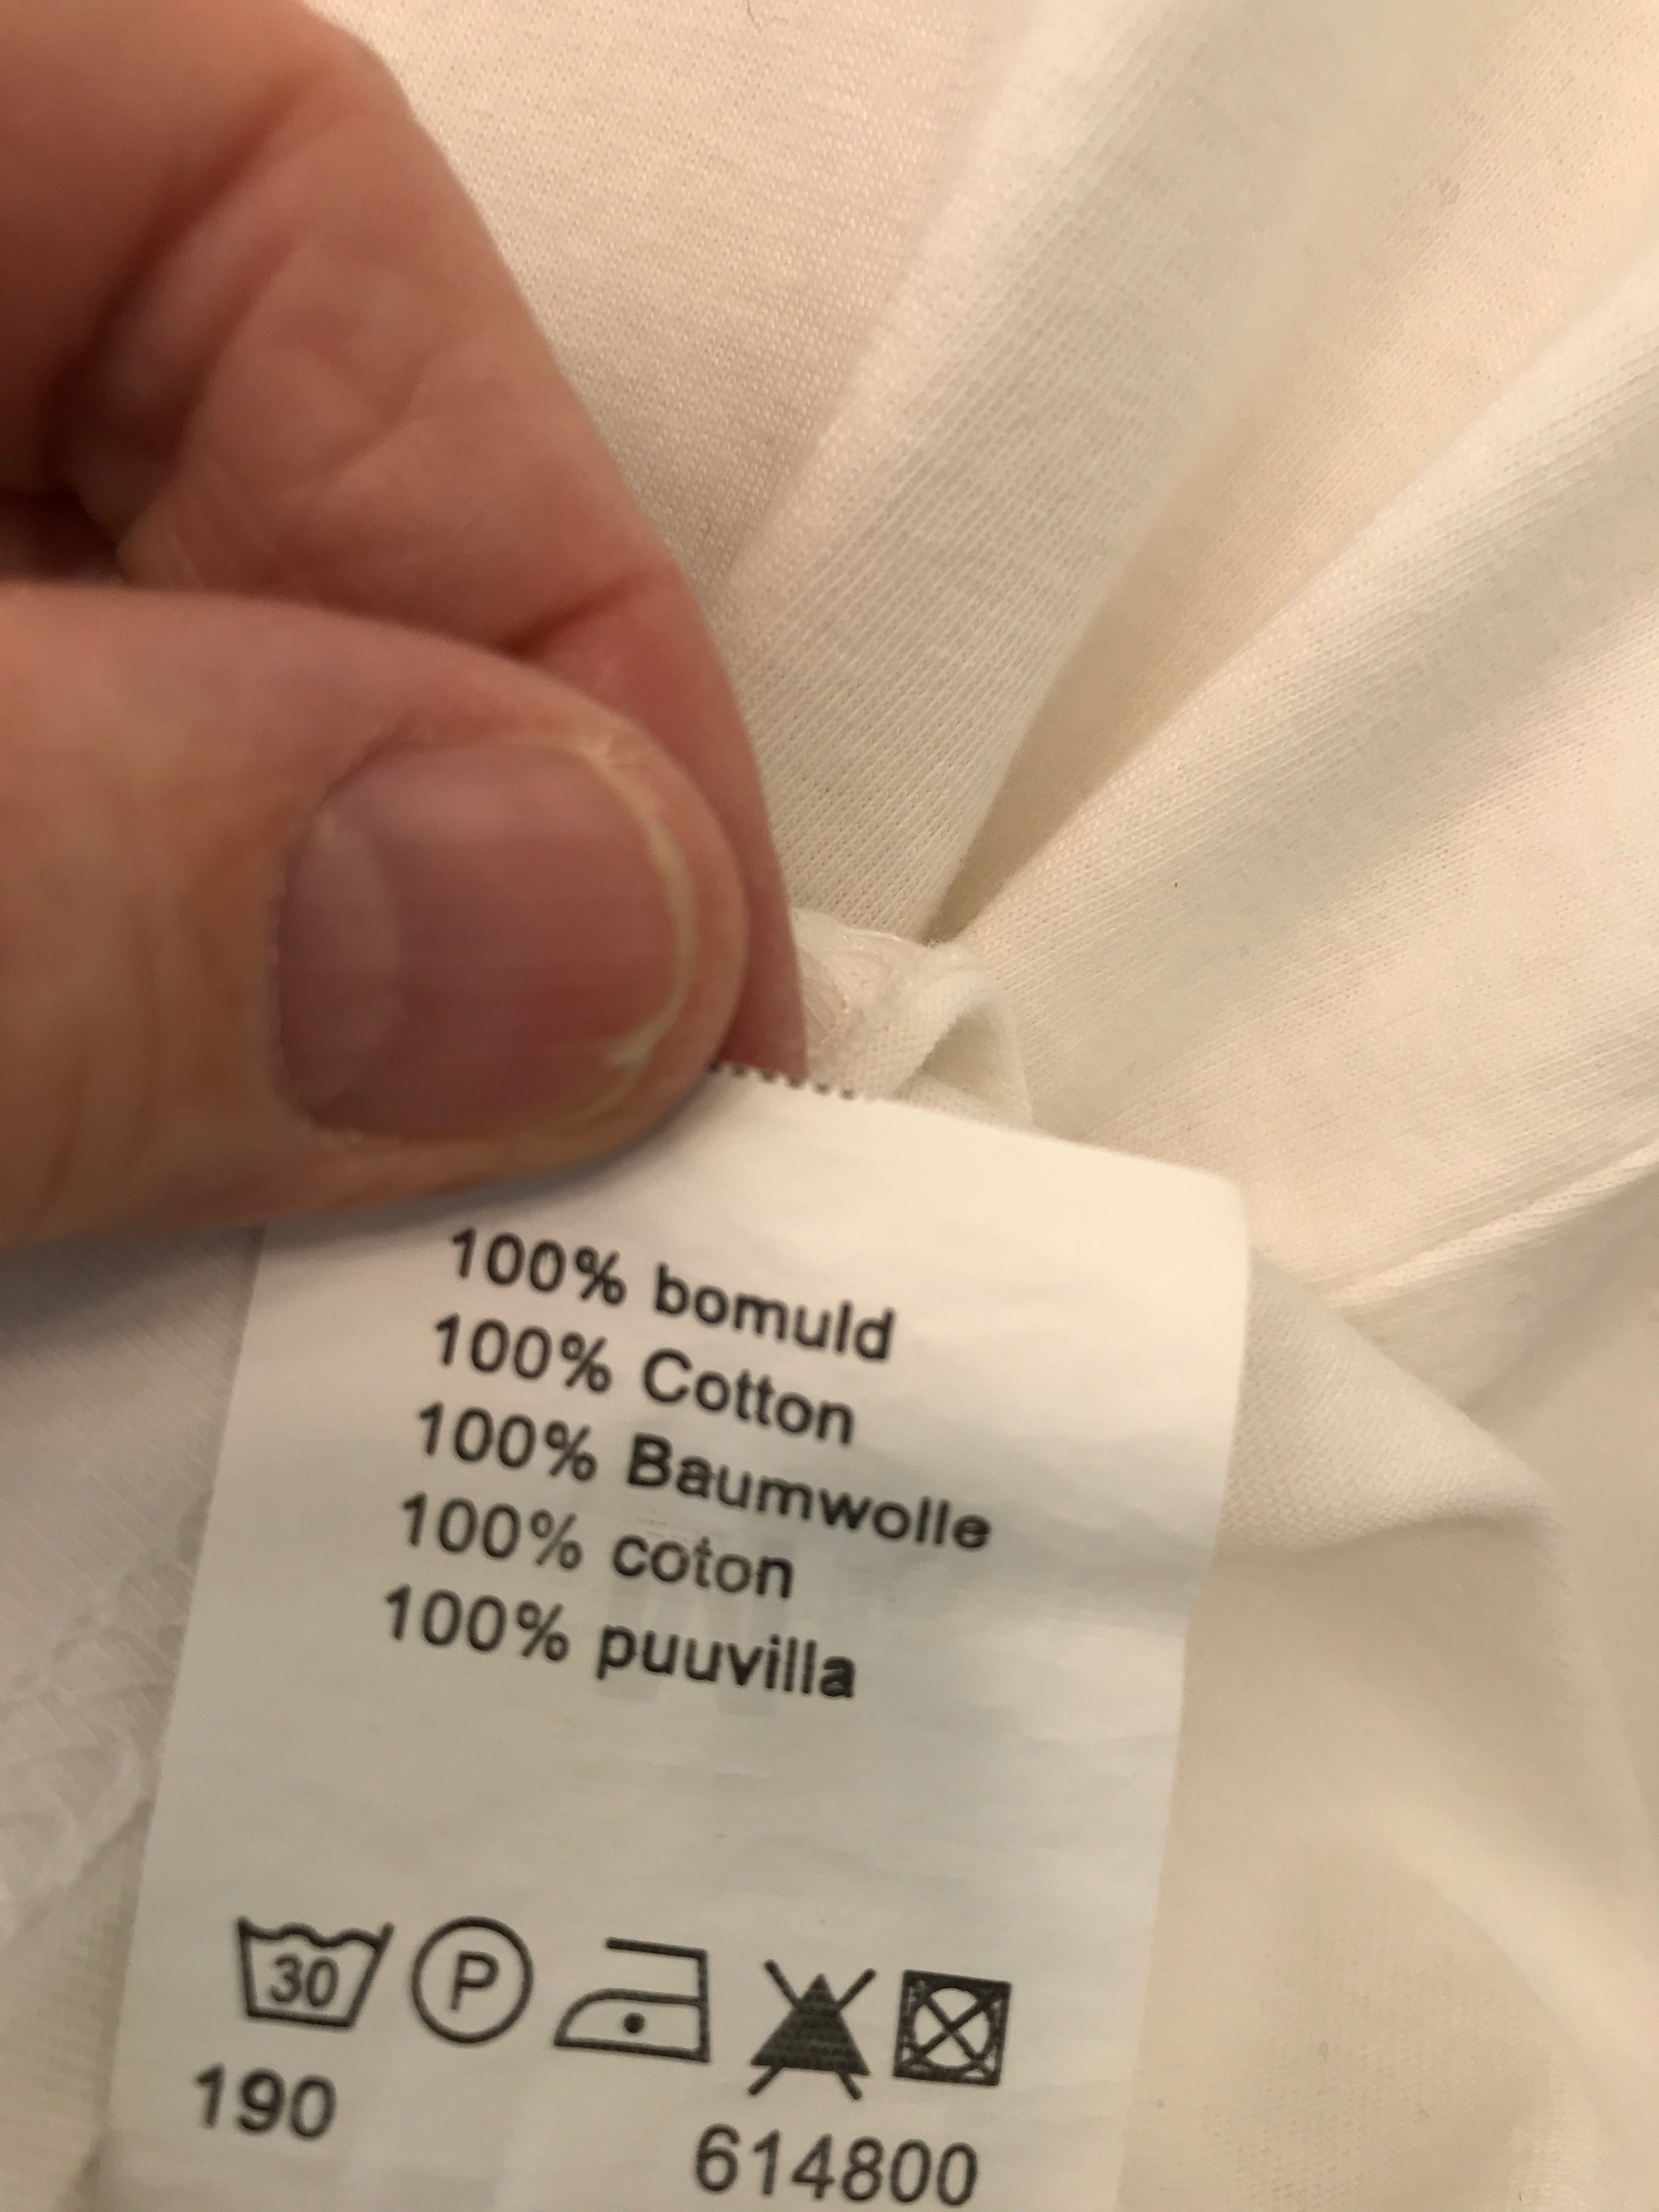 100% bomuld
100% Cotton
100% Baumwolle
100% coton
100% puuvilla
30 P
190 614800